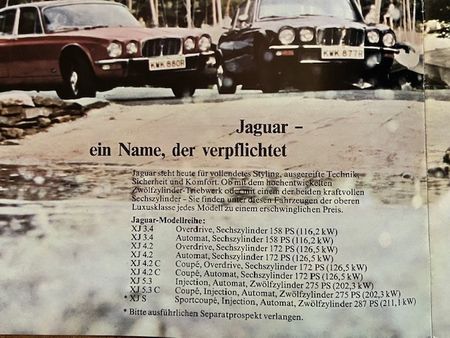 KWK 880R
KWK 877R
Jaguar –
ein Name, der verpflichtet
Jaguar steht heute für vollendetes Styling, ausgereifte Technik,
Sicherheit und Komfort. Ob mit dem hochentwickelten
Zwölfzylinder-Triebwerk oder mit einem der beiden kraftvollen
Sechszylinder – Sie finden unter diesen Fahrzeugen der oberen
Luxusklasse jedes Modell zu einem erschwinglichen Preis.
Jaguar-Modellreihe:
XJ 3.4 Overdrive, Sechszylinder 158 PS (116,2 kW)
XJ 3.4 Automat, Sechszylinder 158 PS (116,2 kW)
XJ 4.2 Overdrive, Sechszylinder 172 PS (126,5 kW)
XJ 4.2 Automat, Sechszylinder 172 PS (126,5 kW)
XJ 4.2 C Coupé, Overdrive, Sechszylinder 172 PS (126,5 kW)
XJ 4.2 C Coupé, Automat, Sechszylinder 172 PS (126,5 kW)
XJ 5.3 Injection, Automat, Zwölfzylinder 275 PS (202,3 kW)
XJ 5.3 C Coupé, Injection, Automat, Zwölfzylinder 275 PS (202,3 kW)
* XJ S Sportcoupé, Injection, Automat, Zwölfzylinder 287 PS (211,1 kW)
* Bitte ausführlichen Separatprospekt verlangen.